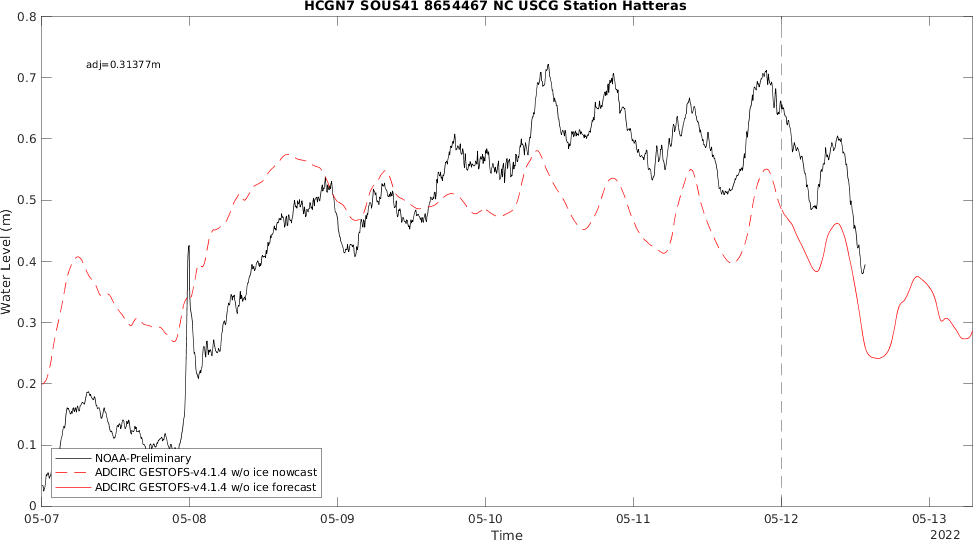 HCGN7 SOUS41 8654467 NC USCG Station Hatteras
adj=0.31377m
Water Level (m)
0.8
0.7
0.6
0.5
0.4
0.3
0.2
0.1
0
NOAA-Preliminary
ADCIRC GESTOFS-v4.1.4 w/o ice nowcast
ADCIRC GESTOFS-v4.1.4 w/o ice forecast
05-07 05-08 05-09 05-10 05-11 05-12 05-13
Time
2022